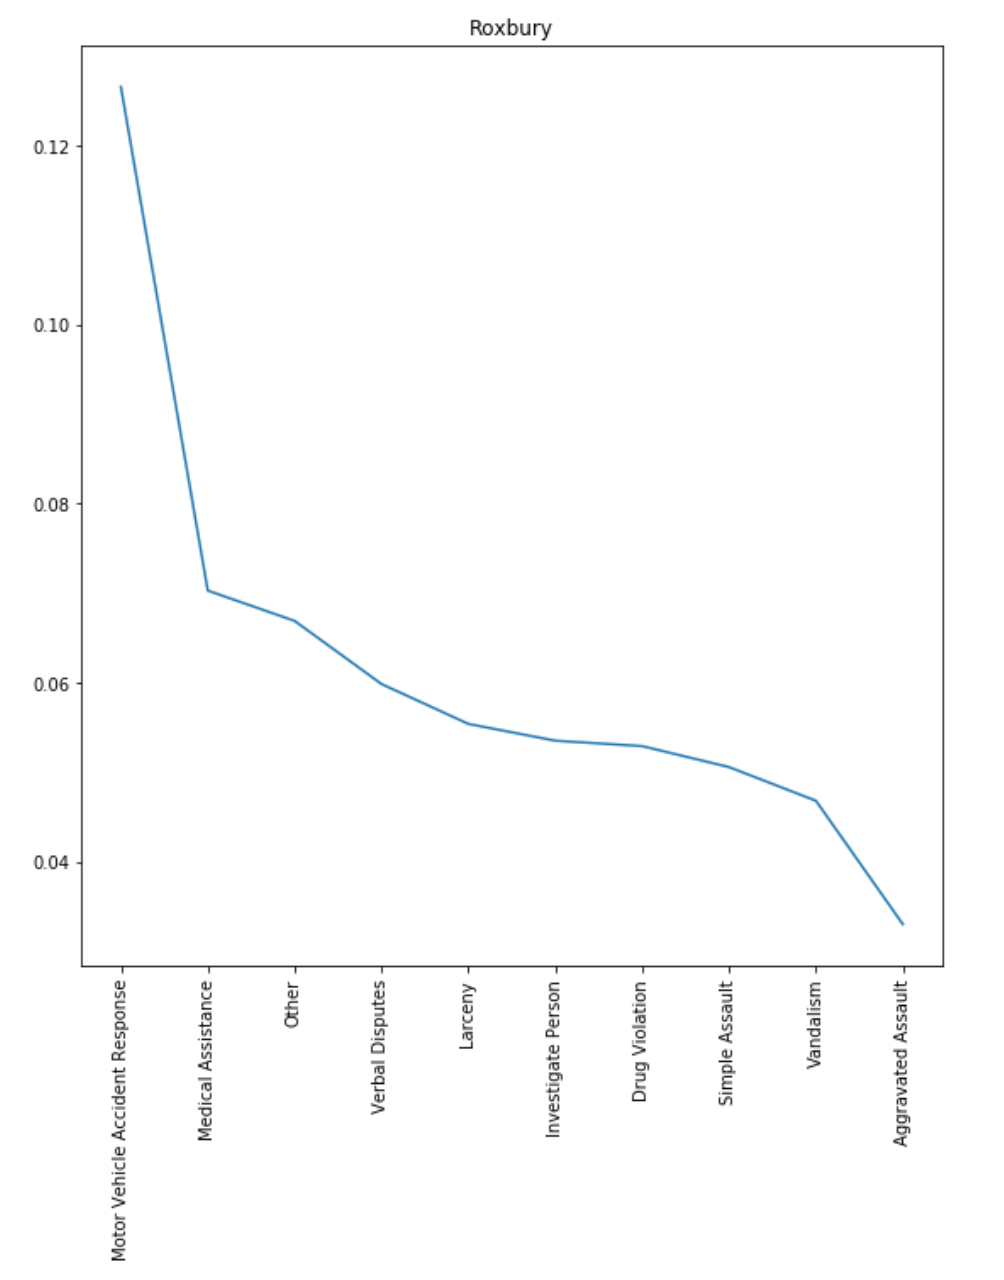 Roxbury
0.12
0.10
0.08
0.06
0.04
Motor Vehicle Accident Response
Medical Assistance
Other
Verbal Disputes
Larceny
Investigate Person
Drug Violation
Simple Assault
Vandalism
Aggravated Assault